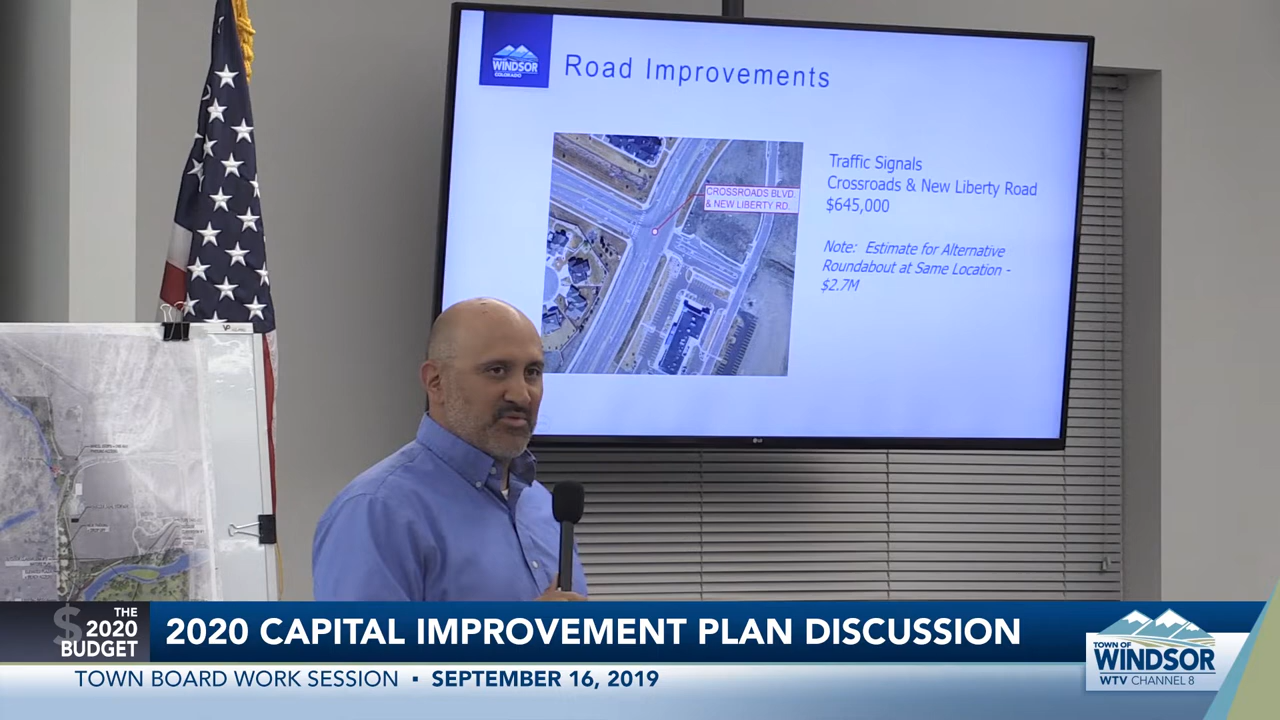 TOWN OF
WINDSOR
COLORADO
Road Improvements
CROSSROADS BLVD.
& NEW LIBERTY RD.
Traffic Signals
Crossroads & New Liberty Road
$645,000
Note: Estimate for Alternative
Roundabout at Same Location -
$2.7M
LG
$
THE
2020
BUDGET
2020 CAPITAL IMPROVEMENT PLAN DISCUSSION
TOWN BOARD WORK SESSION ▪ SEPTEMBER 16, 2019
TOWN OF
WINDSOR
WTV CHANNEL 8